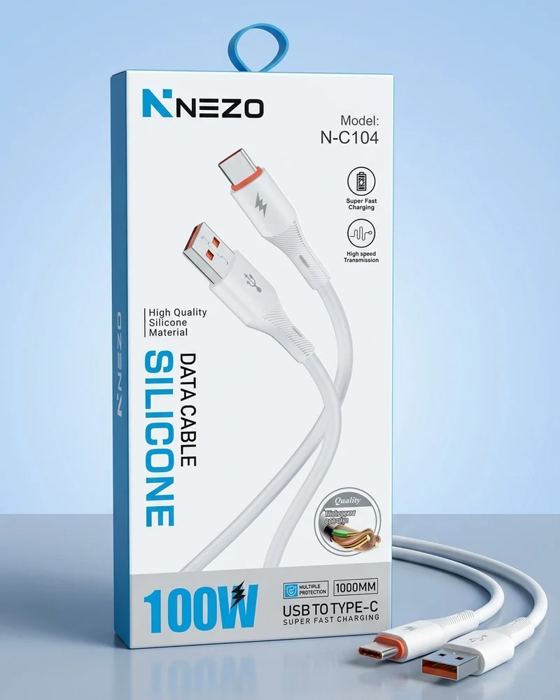 NEZO
Model:
N-C104
Super Fast
Charging
High speed
Transmission
High Quality
Silicone
Material
DATA CABLE
SILICONE
NEZO
Quality
100W
MULTIPLE
PROTECTION
1000MM
USB TO TYPE-C
SUPER FAST CHARGING